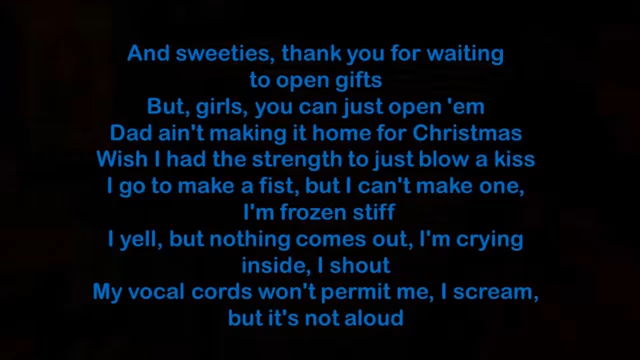 And sweeties, thank you for waiting
to open gifts
But, girls, you can just open 'em
Dad ain't making it home for Christmas
Wish I had the strength to just blow a kiss
I go to make a fist, but I can't make one,
I'm frozen stiff
I yell, but nothing comes out, I'm crying
inside, I shout
My vocal cords won't permit me, I scream,
but it's not aloud